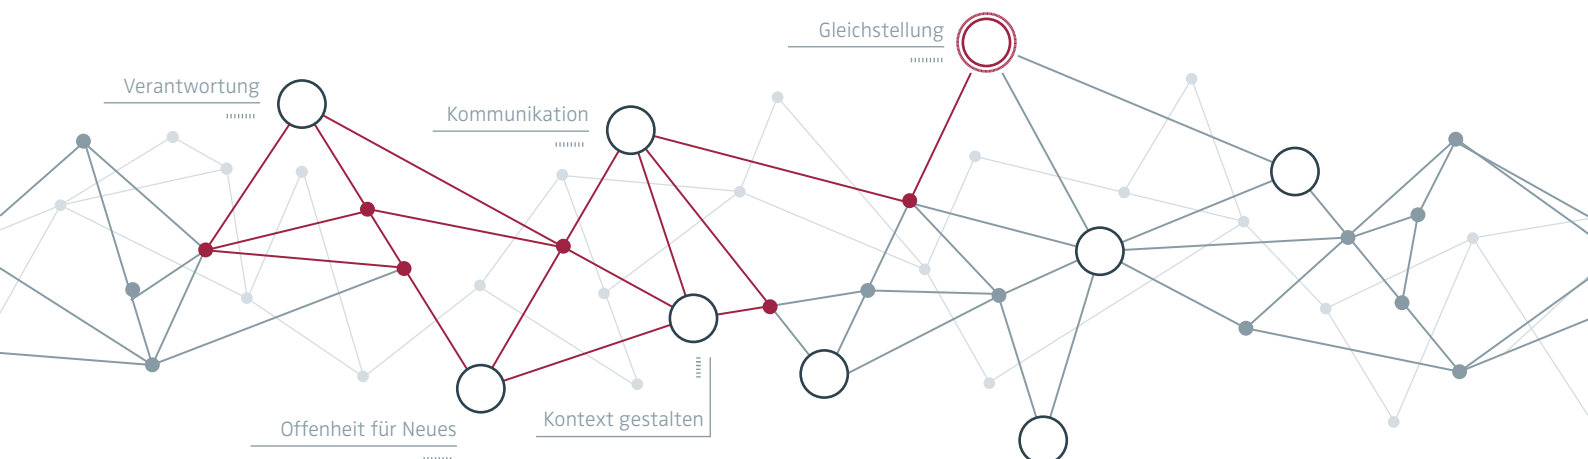 Gleichstellung
Verantwortung
Kommunikation
Kontext gestalten
Offenheit für Neues